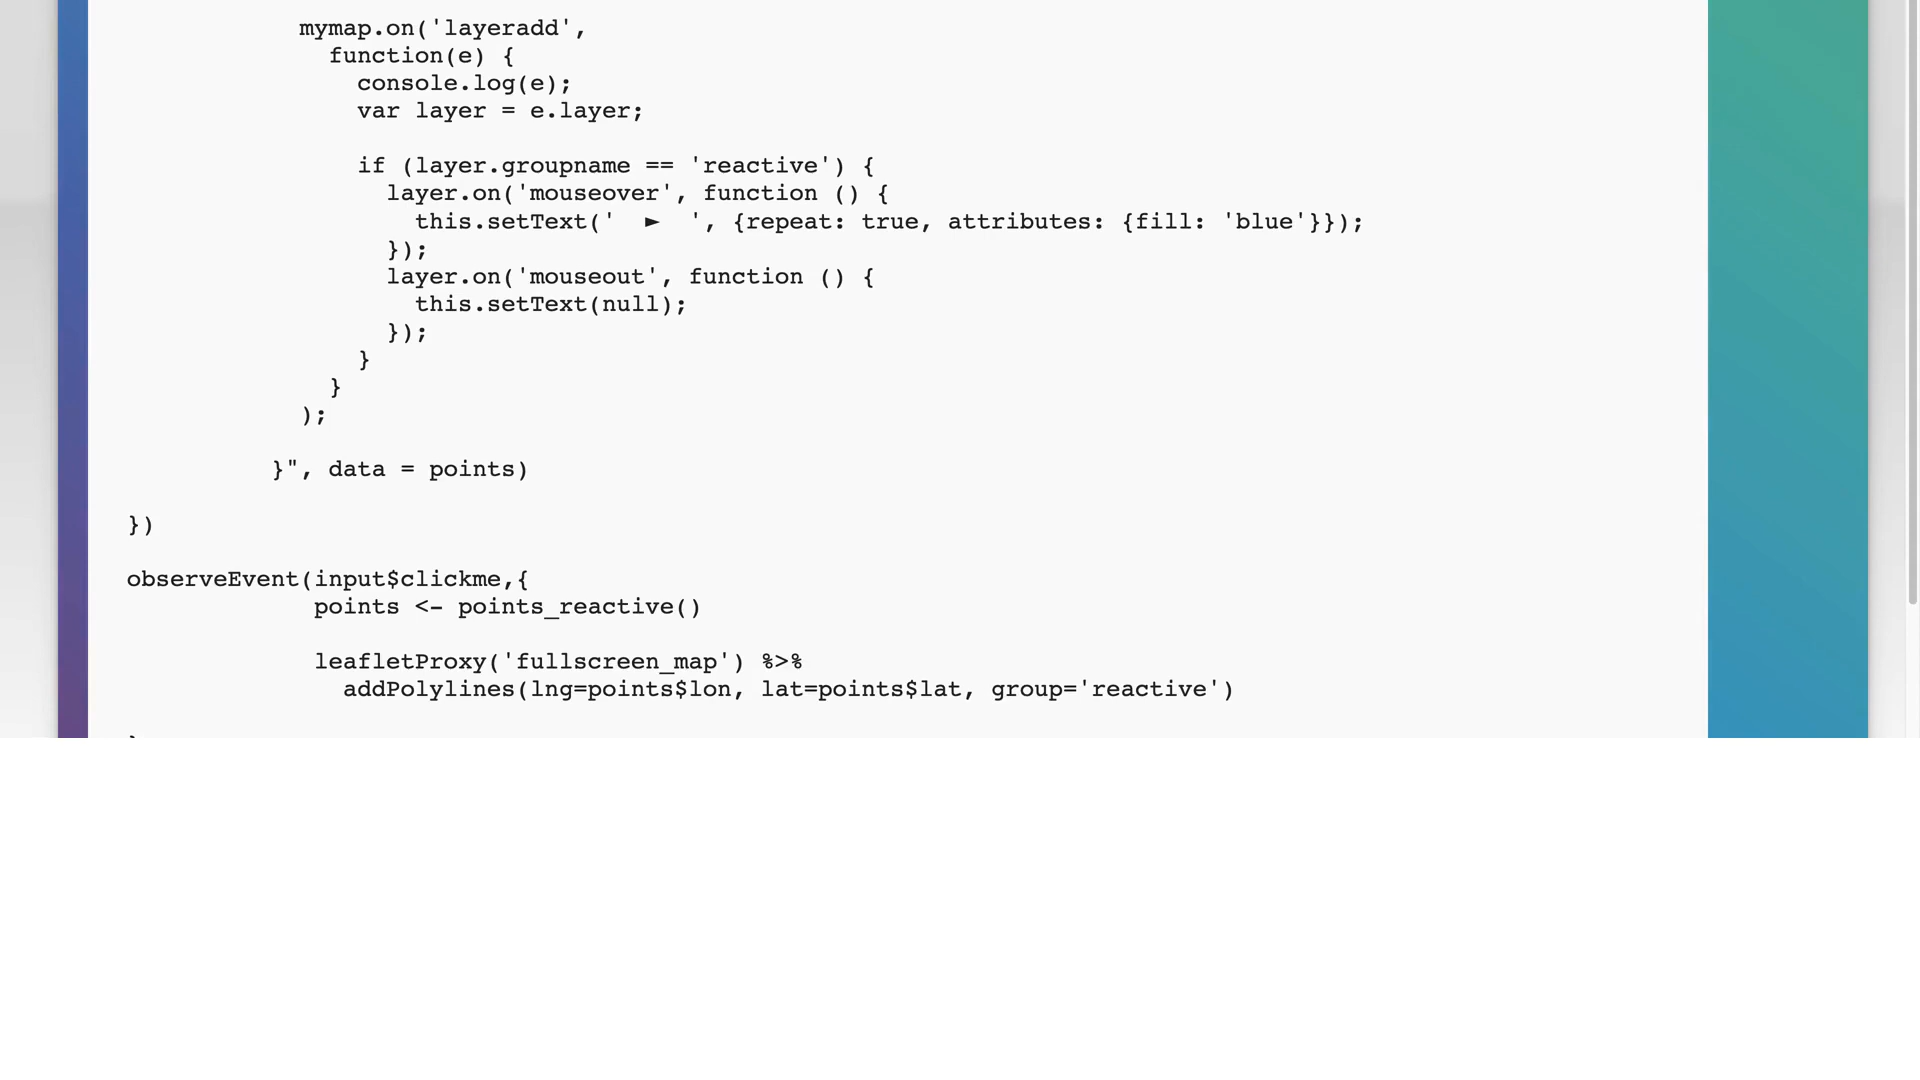 mymap.on('layeradd',
function(e) {
console.log(e);
var layer = e.layer;
if (layer.groupname == 'reactive') {
layer.on('mouseover', function () {
this.setText('  ►  ', {repeat: true, attributes: {fill: 'blue'}});
});
layer.on('mouseout', function () {
this.setText(null);
});
}
}
);
}", data = points)
})
observeEvent(input$clickme,{
points <- points_reactive()
leafletProxy('fullscreen_map') %>%
addPolylines(lng=points$lon, lat=points$lat, group='reactive')